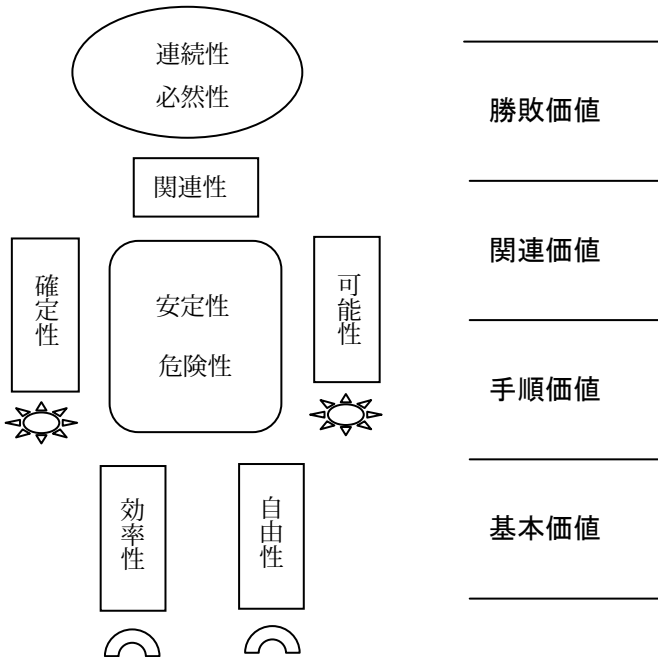 連続性
必然性
関連性
確定性
安定性
危険性
可能性
効率性
自由性
勝敗価値
関連価値
手順価値
基本価値